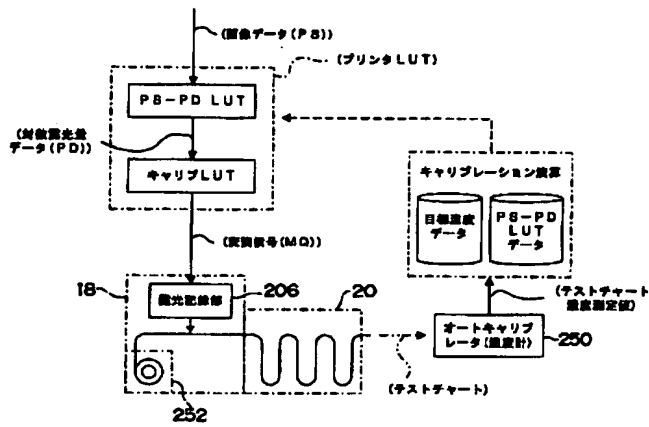 (画像データ(PS))
(プリンタLUT)
PS-PD LUT
(対数露光量
データ(PD))
キャリブLUT
(変調信号(MΩ))
キャリブレーション演算
目標濃度
データ
PS-PD
LUT
データ
18
露光記録部
206
20
(テストチャート
濃度測定値)
オートキャリブ
レータ(濃度計)
250
(テストチャート)
252